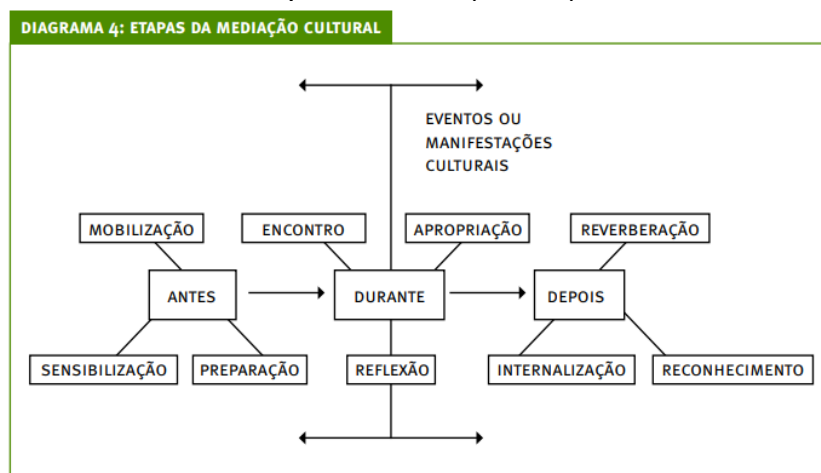 DIAGRAMA 4: ETAPAS DA MEDIAÇÃO CULTURAL
EVENTOS OU
MANIFESTAÇÕES
CULTURAIS
MOBILIZAÇÃO
ENCONTRO
APROPRIAÇÃO
REVERBERAÇÃO
ANTES
DURANTE
DEPOIS
SENSIBILIZAÇÃO
PREPARAÇÃO
REFLEXÃO
INTERNALIZAÇÃO
RECONHECIMENTO